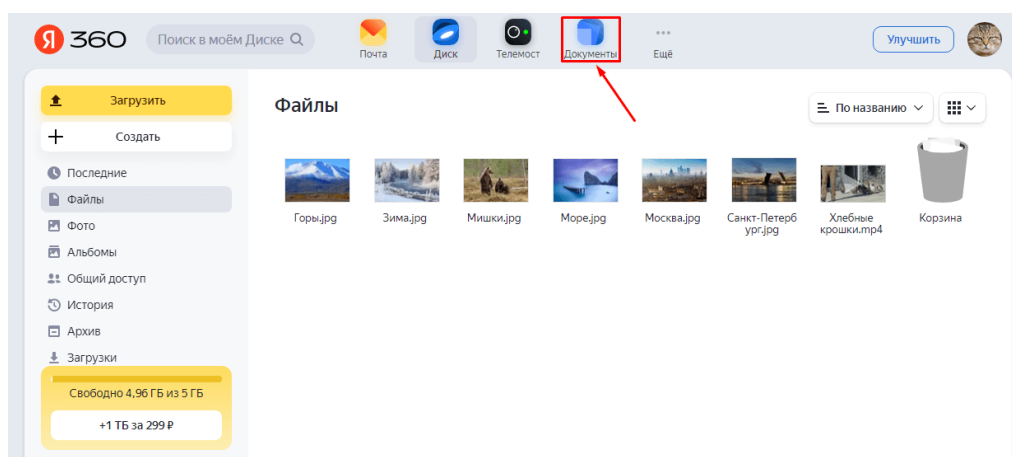 Я 360
Поиск в моём Диске
Почта
Диск
Телемост
Документы
Ещё
Улучшить
Загрузить
Создать
Последние
Файлы
Фото
Альбомы
Общий доступ
История
Архив
Загрузки
Свободно 4,96 ГБ из 5 ГБ
+1 ТБ за 299 ₽
Файлы
По названию
Горы.jpg
Зима.jpg
Мишки.jpg
Море.jpg
Москва.jpg
Санкт-Петерб
ург.jpg
Хлебные
крошки.mp4
Корзина